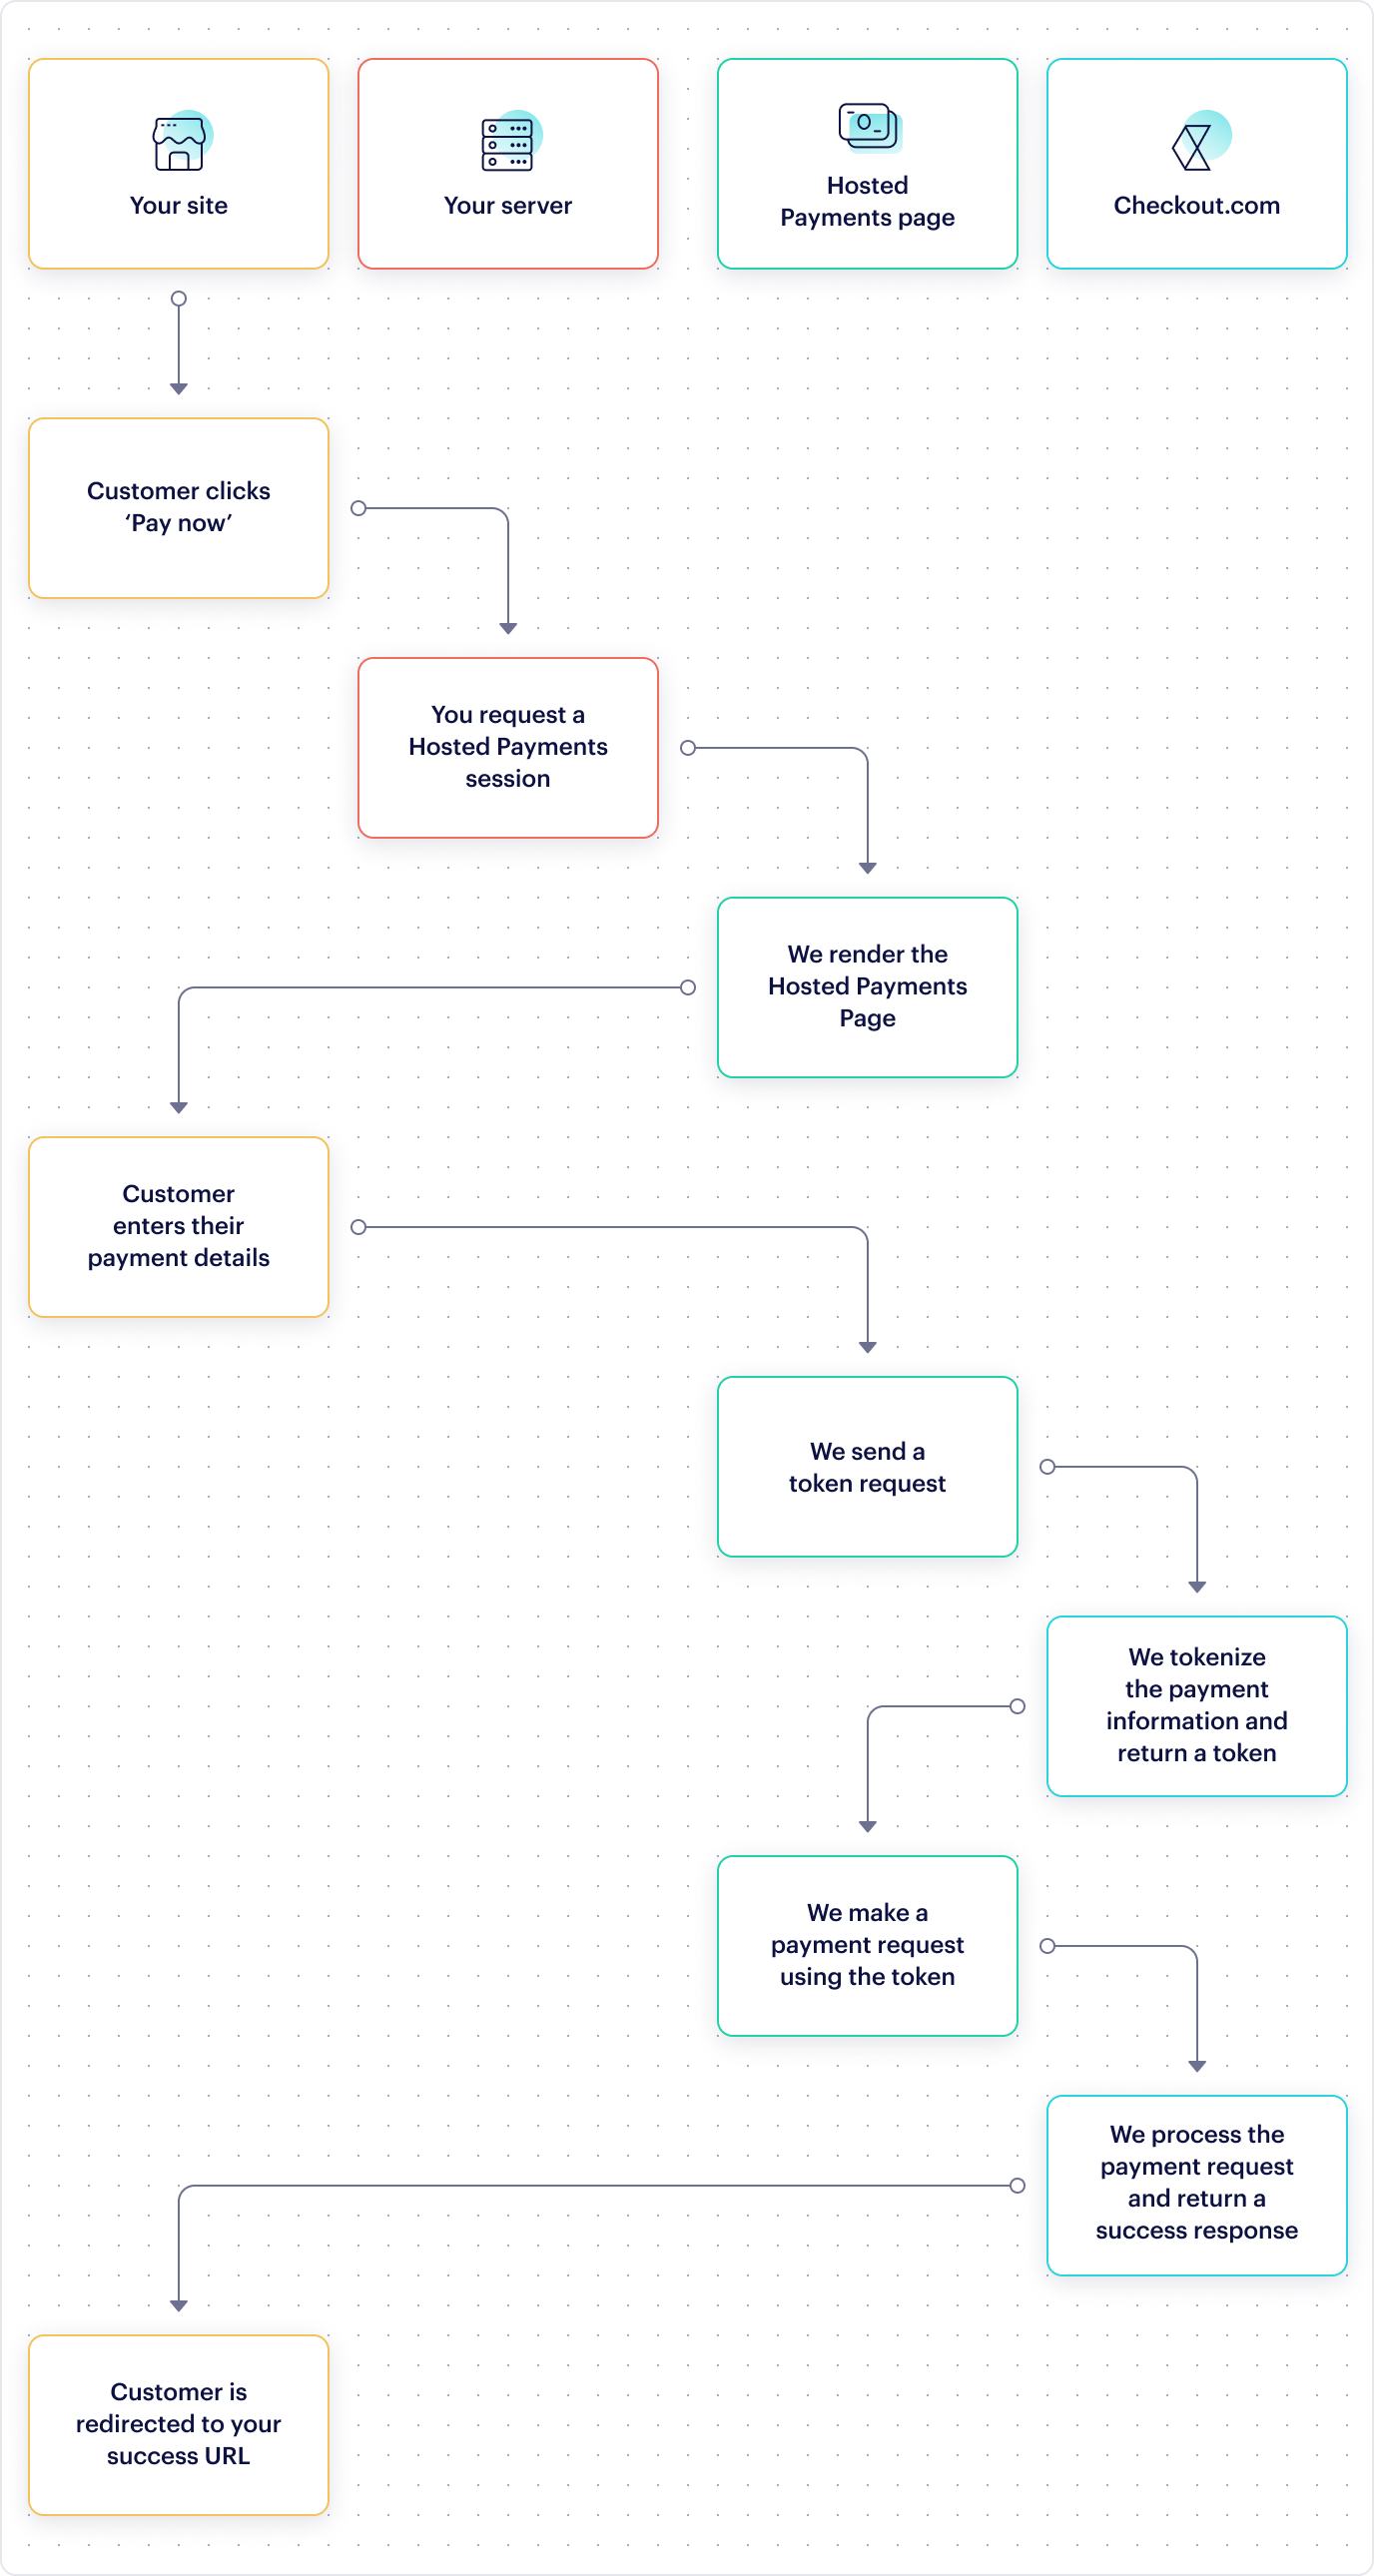 Your site
Your server
Hosted
Payments page
Checkout.com
Customer clicks
‘Pay now’
You request a
Hosted Payments
session
We render the
Hosted Payments
Page
Customer
enters their
payment details
We send a
token request
We tokenize
the payment
information and
return a token
We make a
payment request
using the token
We process the
payment request
and return a
success response
Customer is
redirected to your
success URL